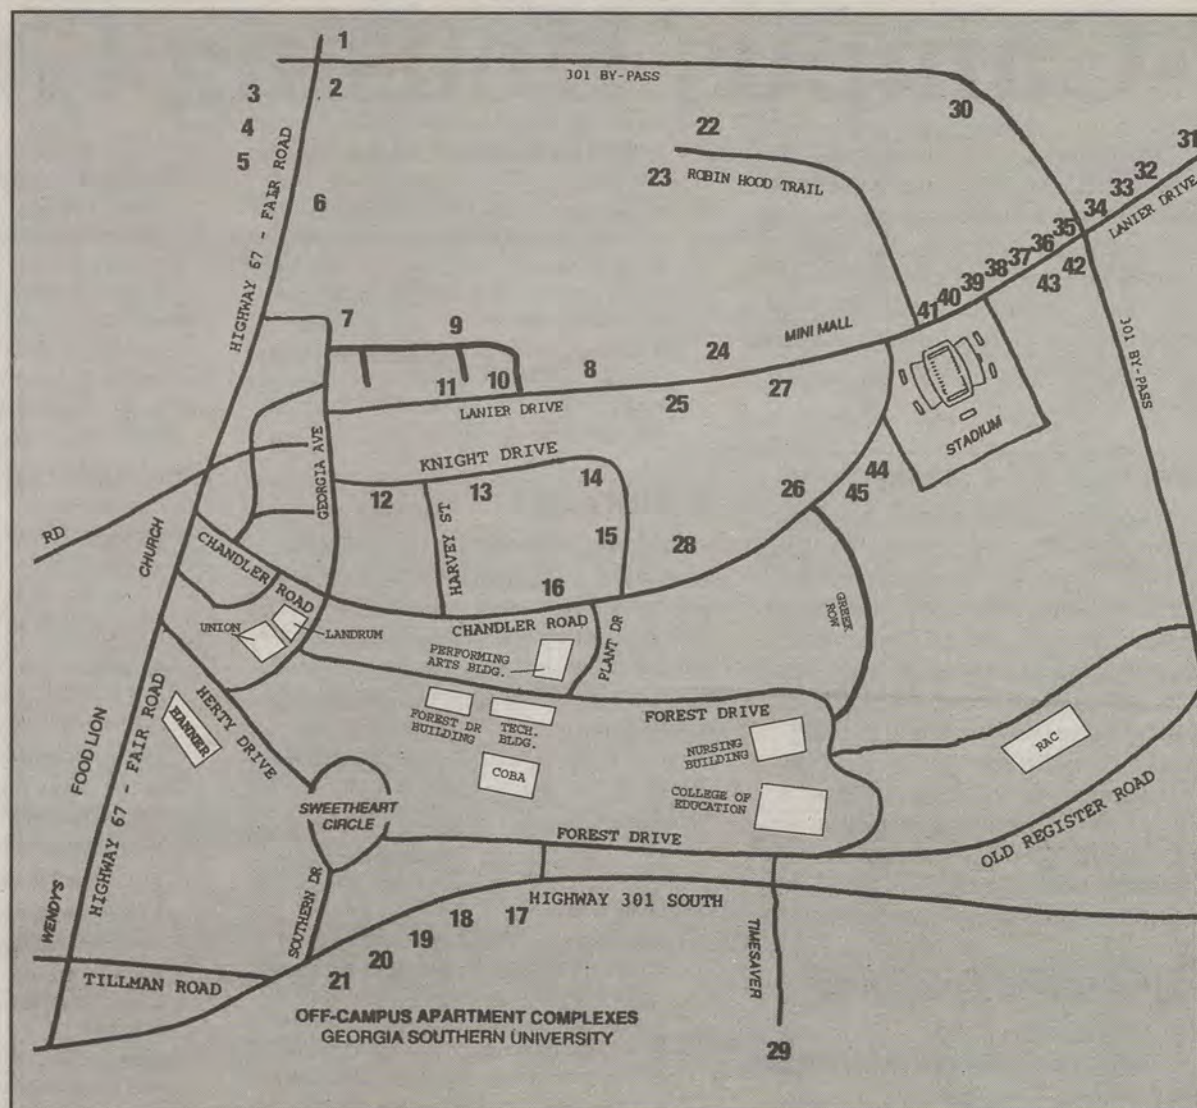 1
301 BY-PASS
2
3
4
5
30
22
23
ROBIN HOOD TRAIL
31
32
33
34
LANIER DRIVE
35
36
37
38
39
40
41
42
43
6
HIGHWAY 67 - FAIR ROAD
7
9
MINI MALL
24
8
10
11
27
25
LANIER DRIVE
301 BY-PASS
STADIUM
GEORGIA AVE
KNIGHT DRIVE
12
13
14
26
44
45
HARVEY ST
15
28
RD
CHURCH
CHANDLER ROAD
16
CHANDLER ROAD
PLANT DR
GREEK
ROW
UNION
LANDRUM
PERFORMING
ARTS BLDG.
HERTY DRIVE
HANNER
FOREST DR
BUILDING
TECH.
BLDG.
FOREST DRIVE
NURSING
BUILDING
RAC
FOOD LION
HIGHWAY 67 - FAIR ROAD
COBA
COLLEGE OF
EDUCATION
SWEETHEART
CIRCLE
FOREST DRIVE
OLD REGISTER ROAD
WENDYS
SOUTHERN DR
HIGHWAY 301 SOUTH
17
18
19
20
21
TILLMAN ROAD
TIMESAVER
29
OFF-CAMPUS APARTMENT COMPLEXES
GEORGIA SOUTHERN UNIVERSITY